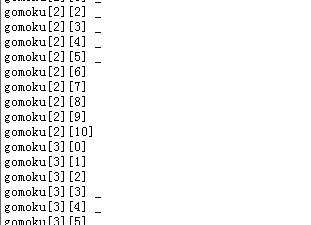 gomoku[2][2] _
gomoku[2][3] _
gomoku[2][4] _
gomoku[2][5] _
gomoku[2][6]
gomoku[2][7]
gomoku[2][8]
gomoku[2][9]
gomoku[2][10]
gomoku[3][0]
gomoku[3][1]
gomoku[3][2]
gomoku[3][3] _
gomoku[3][4] _
gomoku[3][5]